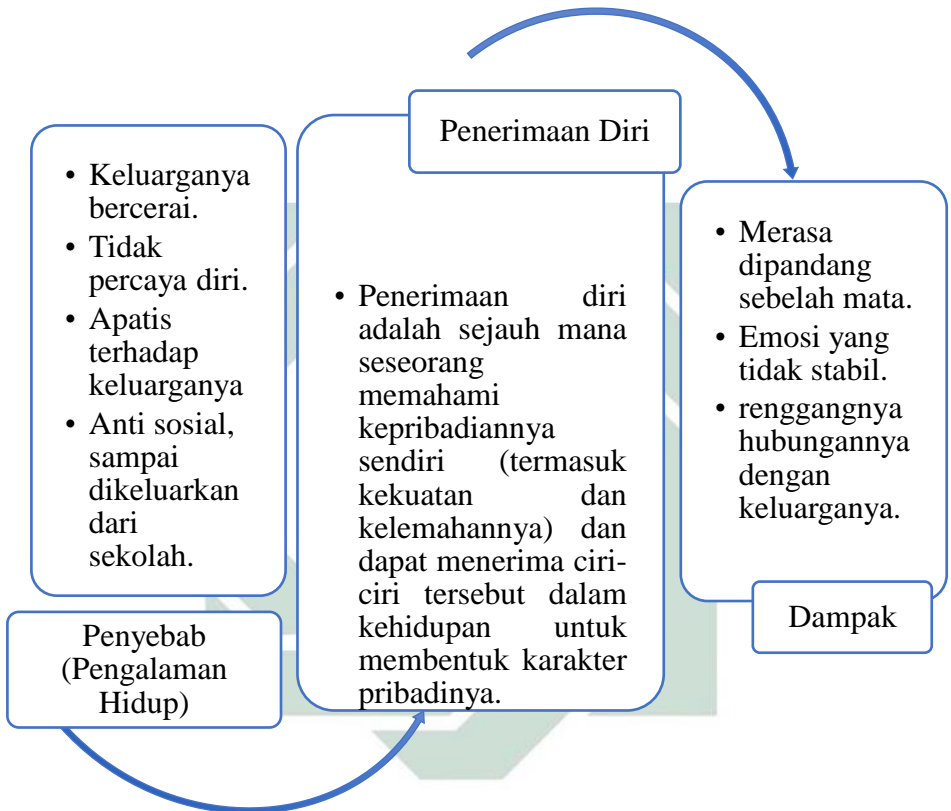 • Keluarganya
bercerai.
• Tidak
percaya diri.
• Apatis
terhadap
keluarganya
• Anti sosial,
sampai
dikeluarkan
dari
sekolah.
Penyebab
(Pengalaman
Hidup)
Penerimaan Diri
• Penerimaan diri
adalah sejauh mana
seseorang
memahami
kepribadiannya
sendiri (termasuk
kekuatan dan
kelemahannya) dan
dapat menerima ciri-
ciri tersebut dalam
kehidupan untuk
membentuk karakter
pribadinya.
• Merasa
dipandang
sebelah mata.
• Emosi yang
tidak stabil.
• renggangnya
hubungannya
dengan
keluarganya.
Dampak